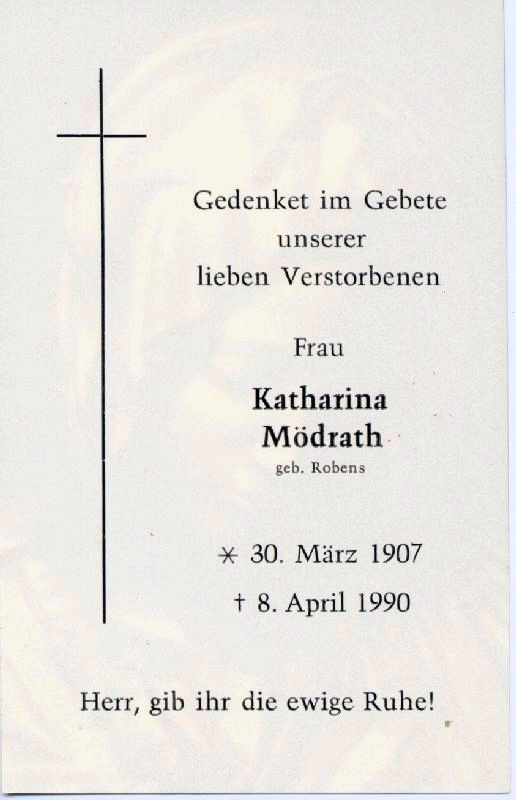 Gedenket im Gebete
unserer
lieben Verstorbenen
Frau
Katharina
Mödrath
geb. Robens
* 30. März 1907
† 8. April 1990
Herr, gib ihr die ewige Ruhe!